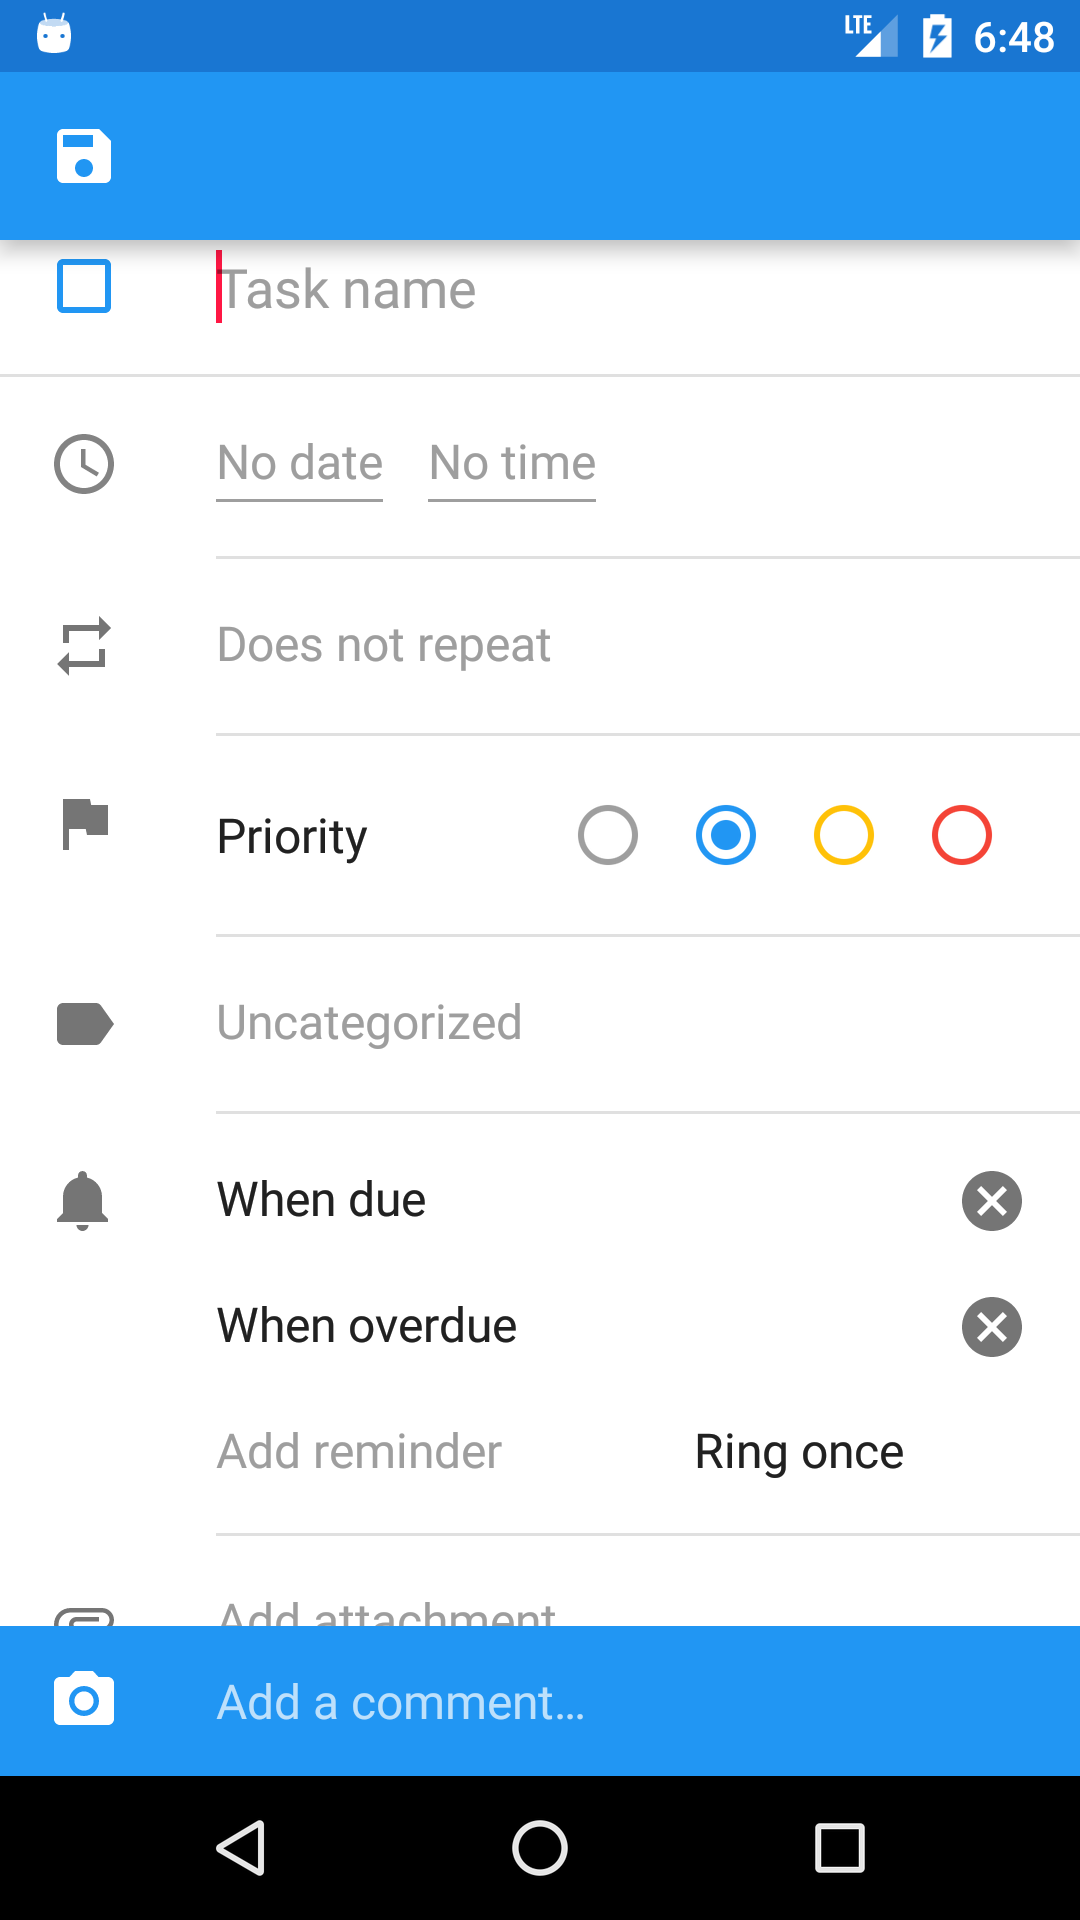 LTE 6:48
Task name
No date No time
Does not repeat
Priority
Uncategorized
When due
When overdue
Add reminder Ring once
Add attachment
Add a comment...